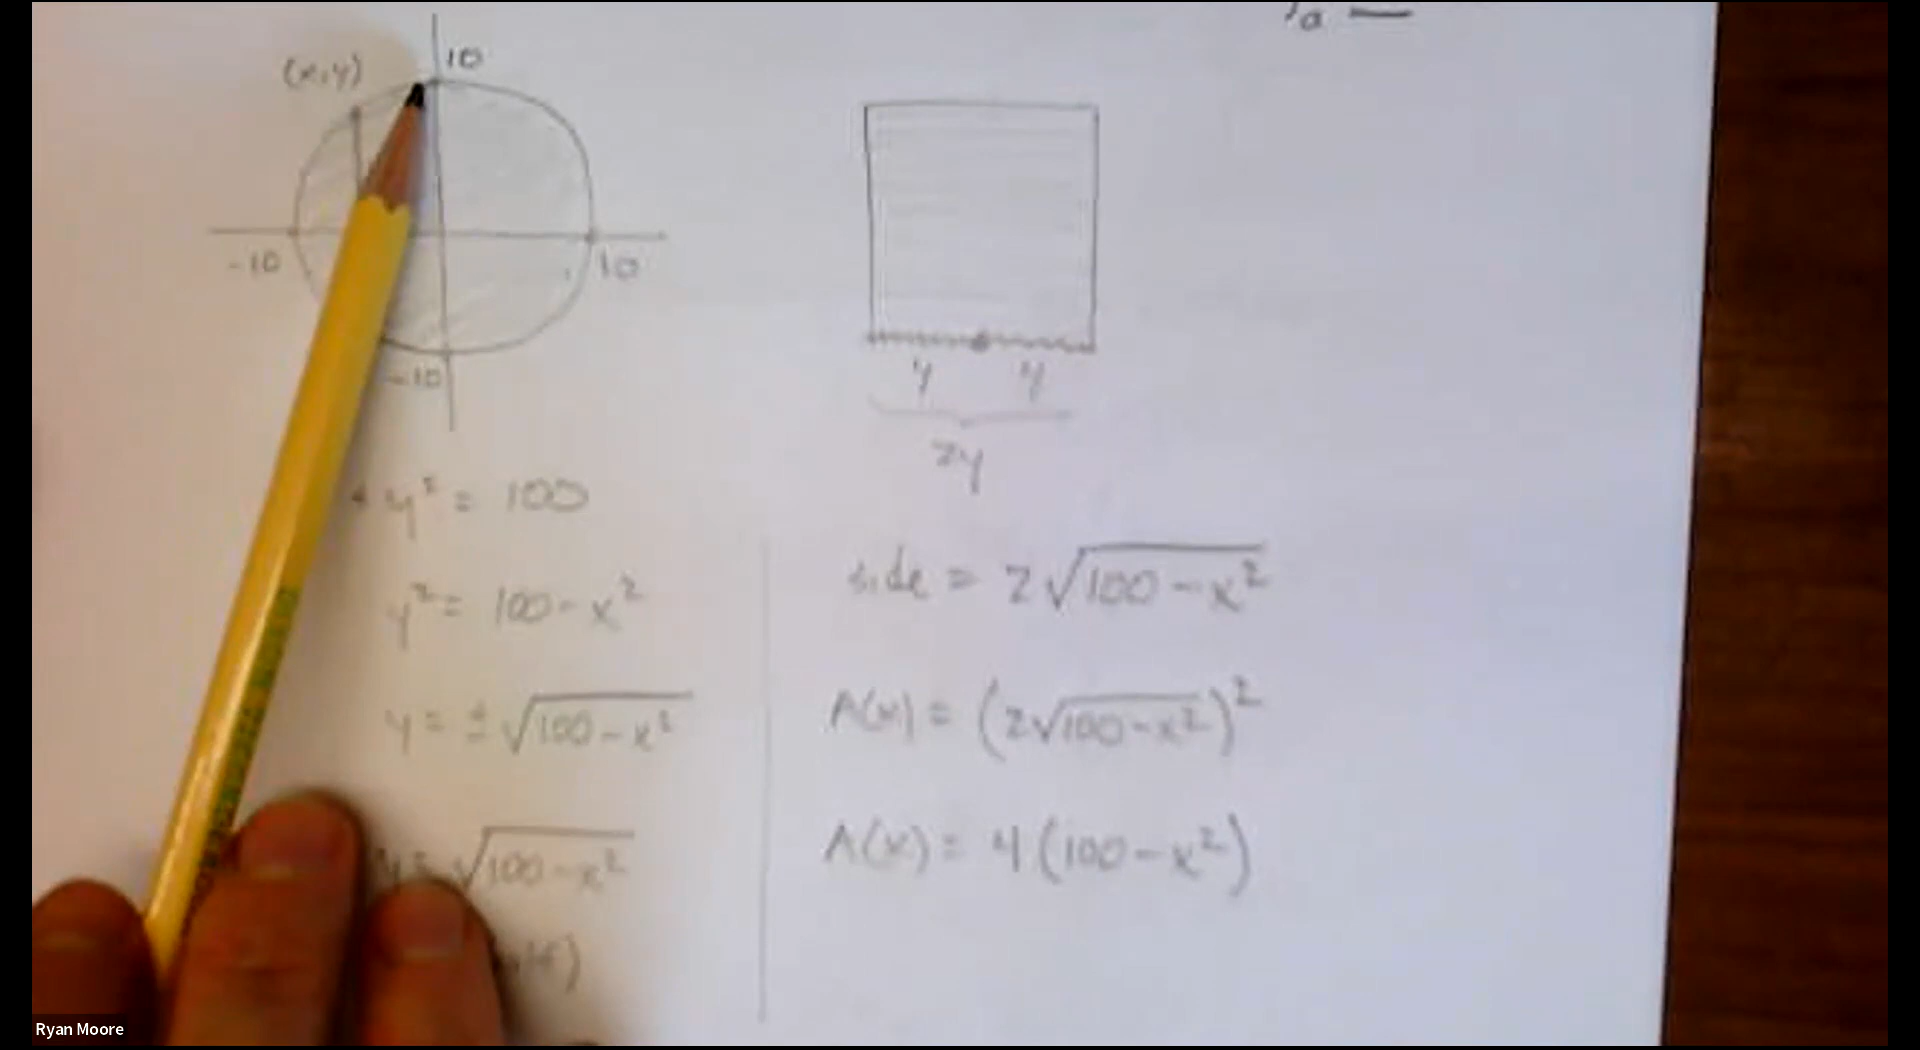 a
10
(x,y)
-10
10
-10
y y
2y
y² = 100
y² = 100 - x²
y = ± √100 - x²
y = √100 - x²
side = 2√100 - x²
A(x) = (2√100 - x²)²
A(x) = 4(100 - x²)
Ryan Moore